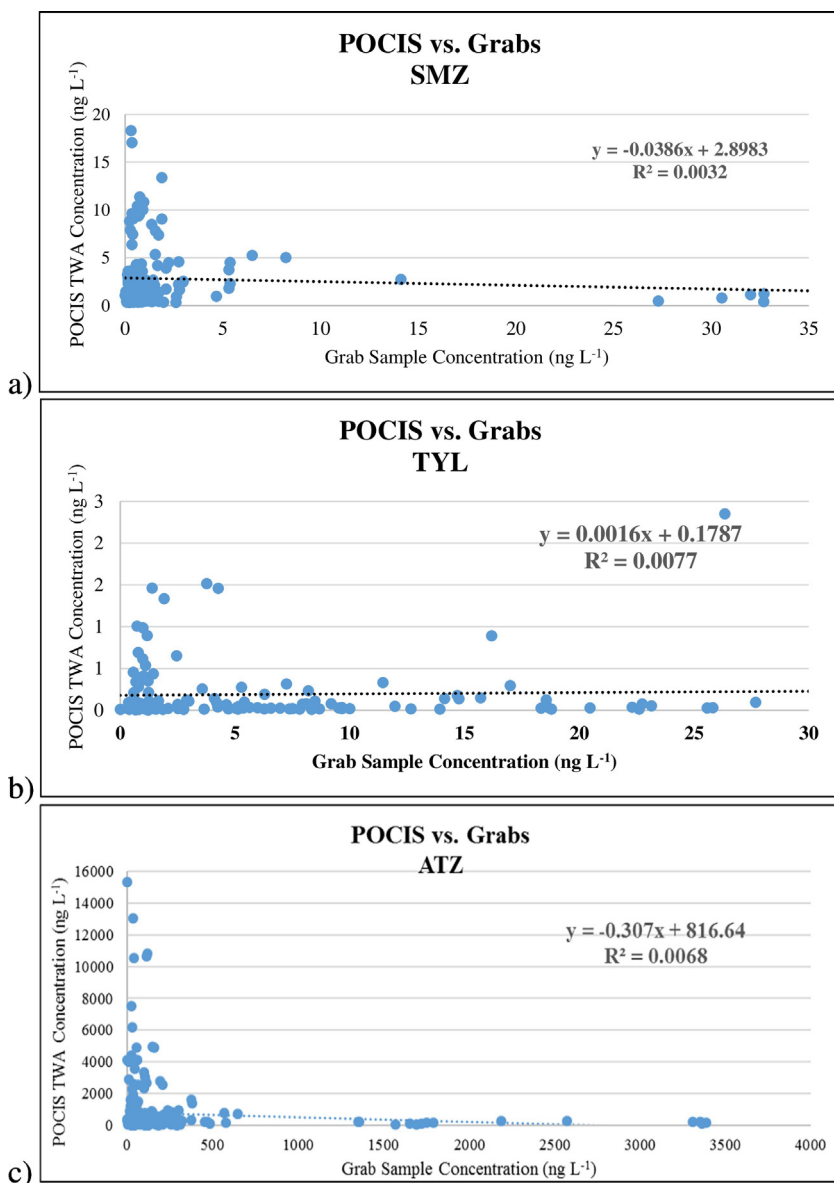 POCIS vs. Grabs
SMZ
POCIS TWA Concentration (ng L⁻¹)
20
15
10
5
0
y = -0.0386x + 2.8983
R² = 0.0032
0 5 10 15 20 25 30 35
Grab Sample Concentration (ng L⁻¹)
a)
POCIS vs. Grabs
TYL
POCIS TWA Concentration (ng L⁻¹)
3
2
2
1
1
0
y = 0.0016x + 0.1787
R² = 0.0077
0 5 10 15 20 25 30
Grab Sample Concentration (ng L⁻¹)
b)
POCIS vs. Grabs
ATZ
POCIS TWA Concentration (ng L⁻¹)
16000
14000
12000
10000
8000
6000
4000
2000
0
y = -0.307x + 816.64
R² = 0.0068
0 500 1000 1500 2000 2500 3000 3500 4000
Grab Sample Concentration (ng L⁻¹)
c)